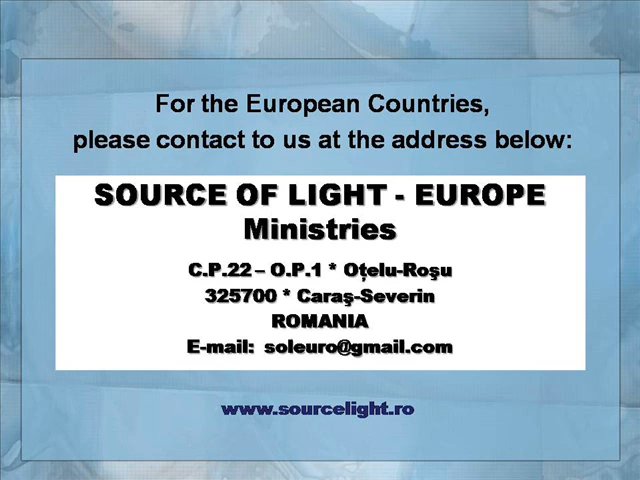 For the European Countries,
please contact to us at the address below:
SOURCE OF LIGHT - EUROPE
Ministries
C.P.22 – O.P.1 * Oţelu-Roşu
325700 * Caraş-Severin
ROMANIA
E-mail: soleuro@gmail.com
www.sourcelight.ro